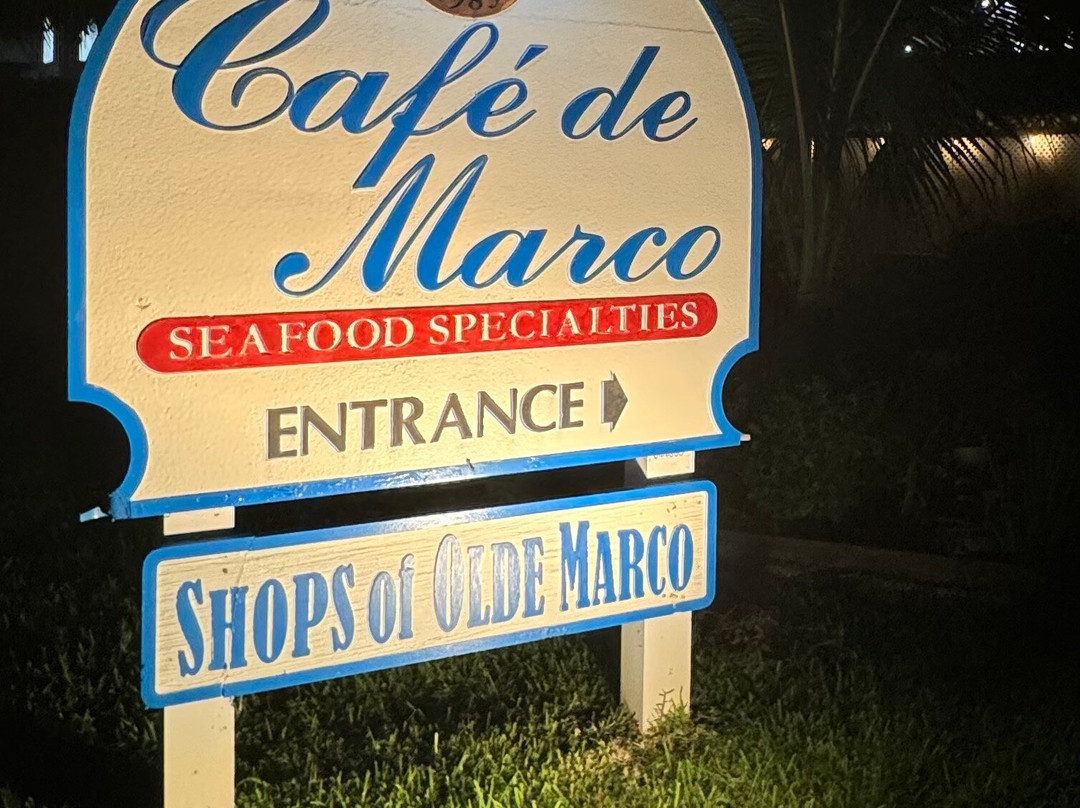 Café de
Marco
SEAFOOD SPECIALTIES
ENTRANCE
SHOPS of OLDE MARCO